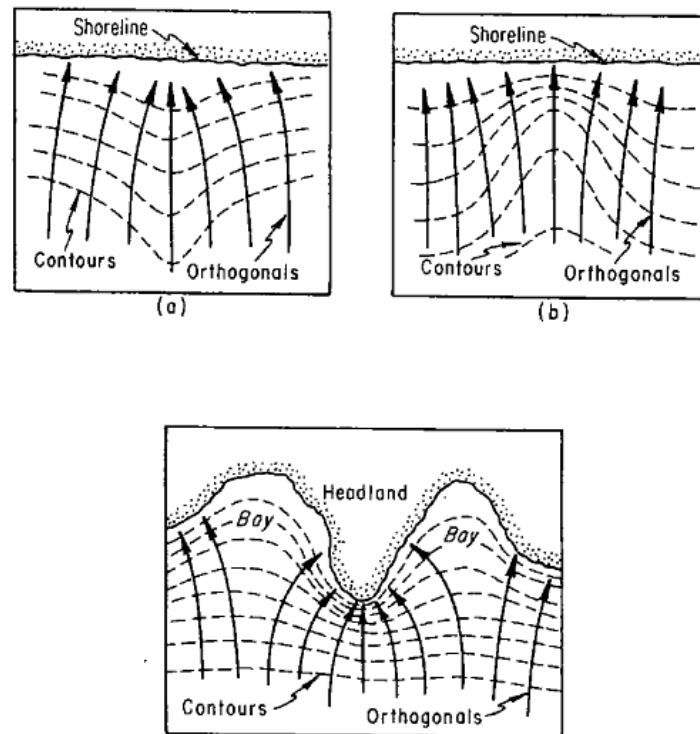 Shoreline
Contours
Orthogonals
(a)
Shoreline
Contours
Orthogonals
(b)
Headland
Bay
Bay
Contours
Orthogonals